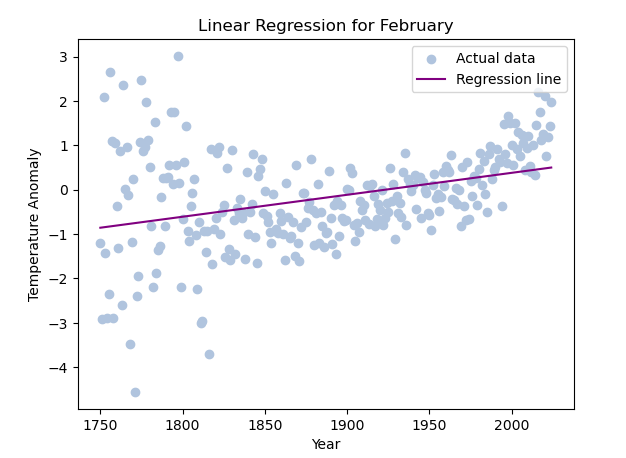 Linear Regression for February
Actual data
Regression line
Temperature Anomaly
3
2
1
0
−1
−2
−3
−4
1750 1800 1850 1900 1950 2000
Year